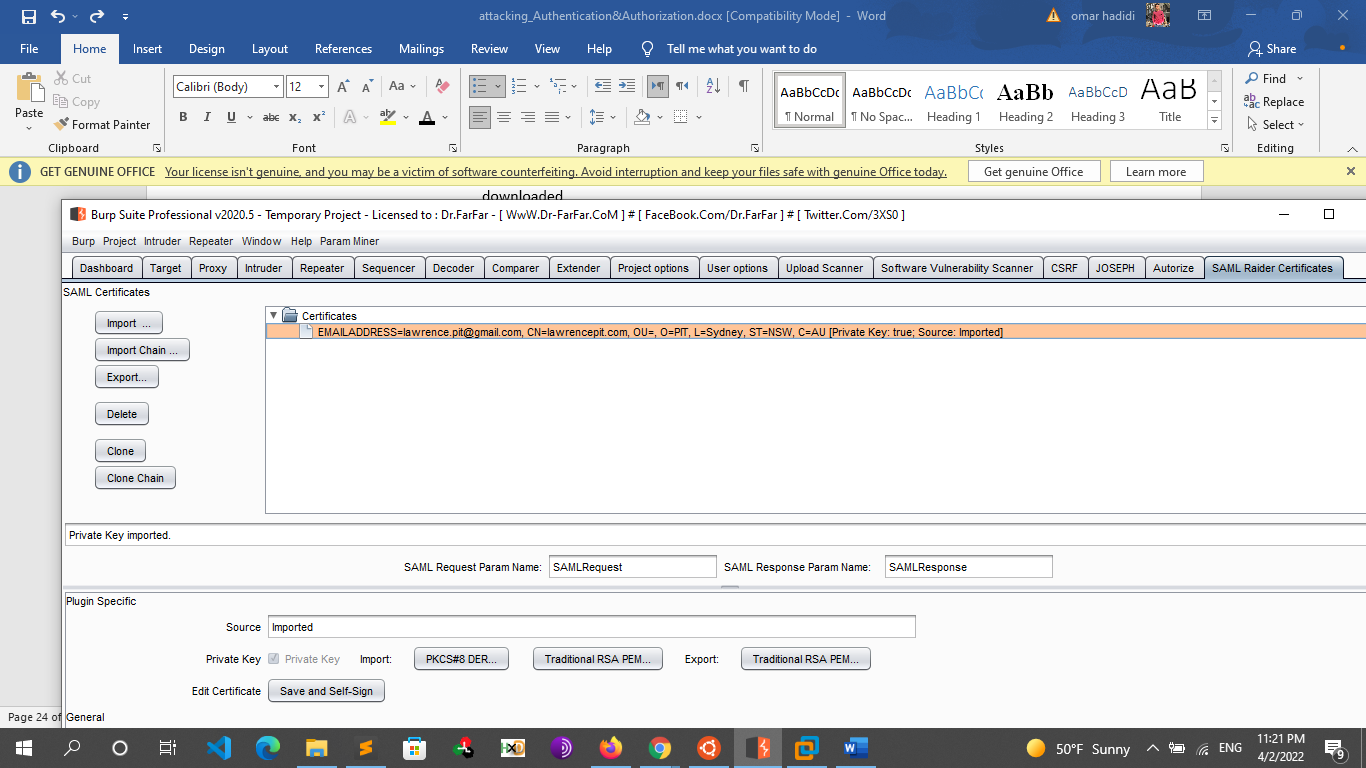 attacking_Authentication&Authorization.docx [Compatibility Mode] - Word
omar hadidi
File Home Insert Design Layout References Mailings Review View Help Tell me what you want to do Share
Paste
Cut
Copy
Format Painter
Clipboard
Calibri (Body) 12
Font
Paragraph
AaBbCcDc AaBbCcDc AaBbCc AaBb AaBbCcD AaB
¶ Normal ¶ No Spac... Heading 1 Heading 2 Heading 3 Title
Styles
Find
Replace
Select
Editing
GET GENUINE OFFICE Your license isn't genuine, and you may be a victim of software counterfeiting. Avoid interruption and keep your files safe with genuine Office today. Get genuine Office Learn more
downloaded
Burp Suite Professional v2020.5 - Temporary Project - Licensed to : Dr.FarFar - [ WwW.Dr-FarFar.CoM ] # [ FaceBook.Com/Dr.FarFar ] # [ Twitter.Com/3XS0 ]
Burp Project Intruder Repeater Window Help Param Miner
Dashboard Target Proxy Intruder Repeater Sequencer Decoder Comparer Extender Project options User options Upload Scanner Software Vulnerability Scanner CSRF JOSEPH Autorize SAML Raider Certificates
SAML Certificates
Import ...
Import Chain ...
Export...
Delete
Clone
Clone Chain
Certificates
EMAILADDRESS=lawrence.pit@gmail.com, CN=lawrencepit.com, OU=, O=PIT, L=Sydney, ST=NSW, C=AU [Private Key: true; Source: Imported]
Private Key imported.
SAML Request Param Name: SAMLRequest SAML Response Param Name: SAMLResponse
Plugin Specific
Source Imported
Private Key Private Key Import: PKCS#8 DER... Traditional RSA PEM... Export: Traditional RSA PEM...
Edit Certificate Save and Self-Sign
Page 24 of
General
50°F Sunny
ENG
11:21 PM
4/2/2022
9